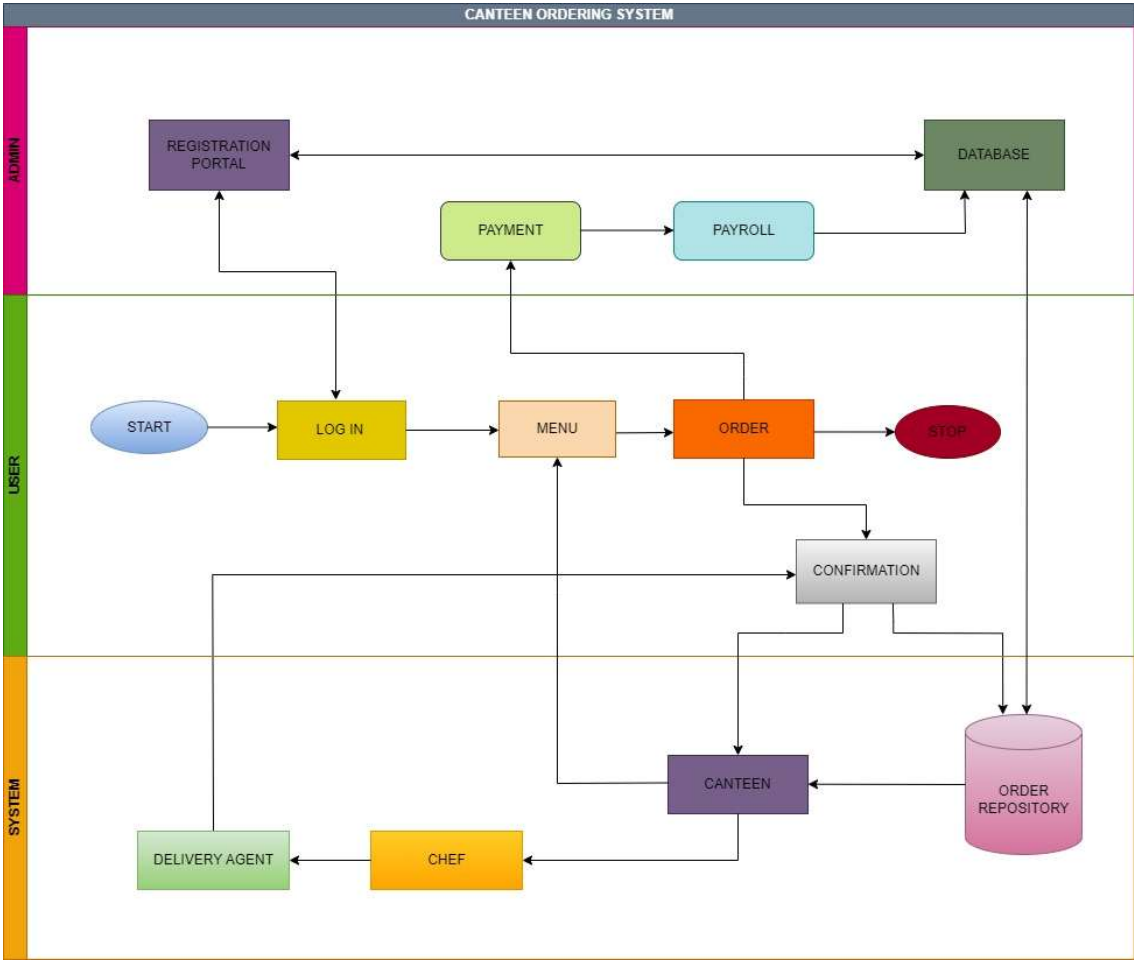 CANTEEN ORDERING SYSTEM
ADMIN
REGISTRATION
PORTAL
DATABASE
PAYMENT
PAYROLL
USER
START
LOG IN
MENU
ORDER
STOP
CONFIRMATION
SYSTEM
CANTEEN
ORDER
REPOSITORY
DELIVERY AGENT
CHEF